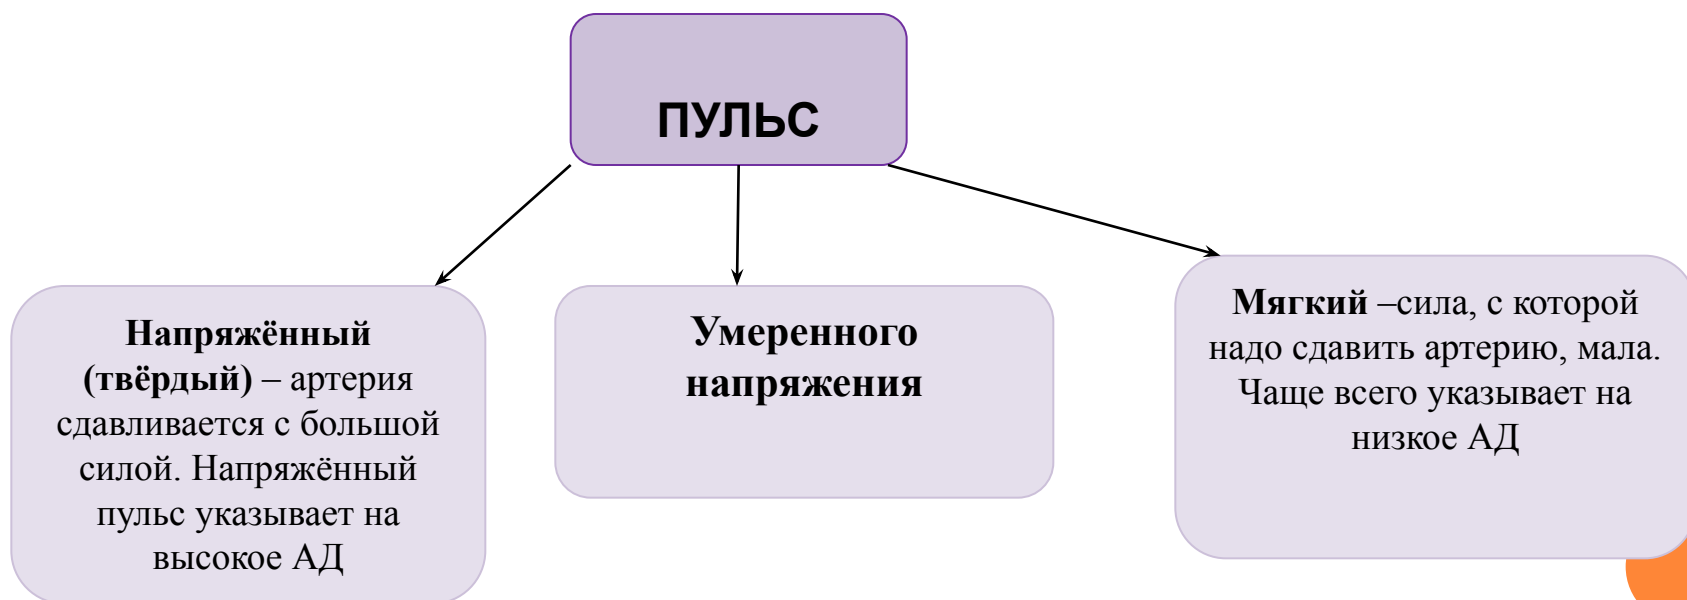 ПУЛЬС
Напряжённый
(твёрдый) – артерия
сдавливается с большой
силой. Напряжённый
пульс указывает на
высокое АД
Умеренного
напряжения
Мягкий –сила, с которой
надо сдавить артерию, мала.
Чаще всего указывает на
низкое АД